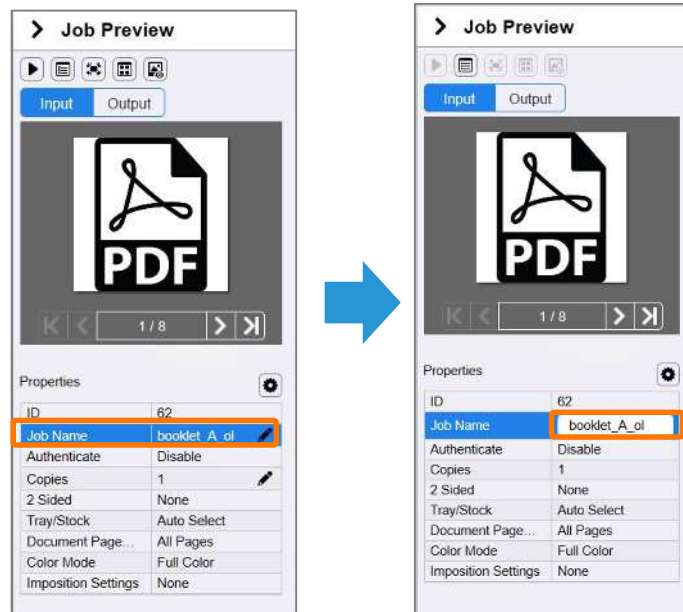 Job Preview
Input Output
PDF
1 / 8
Properties
ID 62
Job Name booklet_A_ol
Authenticate Disable
Copies 1
2 Sided None
Tray/Stock Auto Select
Document Page... All Pages
Color Mode Full Color
Imposition Settings None
Job Preview
Input Output
PDF
1 / 8
Properties
ID 62
Job Name booklet_A_ol
Authenticate Disable
Copies 1
2 Sided None
Tray/Stock Auto Select
Document Page... All Pages
Color Mode Full Color
Imposition Settings None